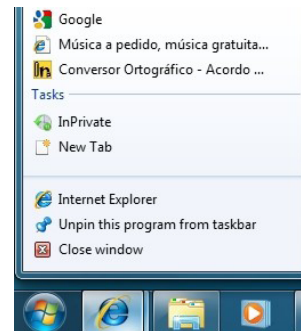 Google
Música a pedido, música gratuita...
Conversor Ortográfico - Acordo ...
Tasks
InPrivate
New Tab
Internet Explorer
Unpin this program from taskbar
Close window